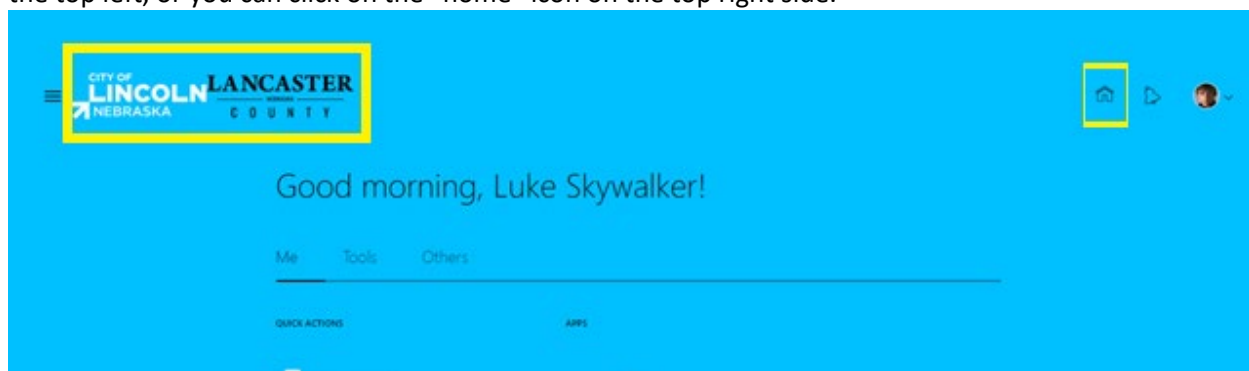 the top left, or you can click on the “home” icon on the top right side.
CITY OF
LINCOLN
NEBRASKA
LANCASTER
COUNTY
Good morning, Luke Skywalker!
Me Tools Others
QUICK ACTIONS APPS